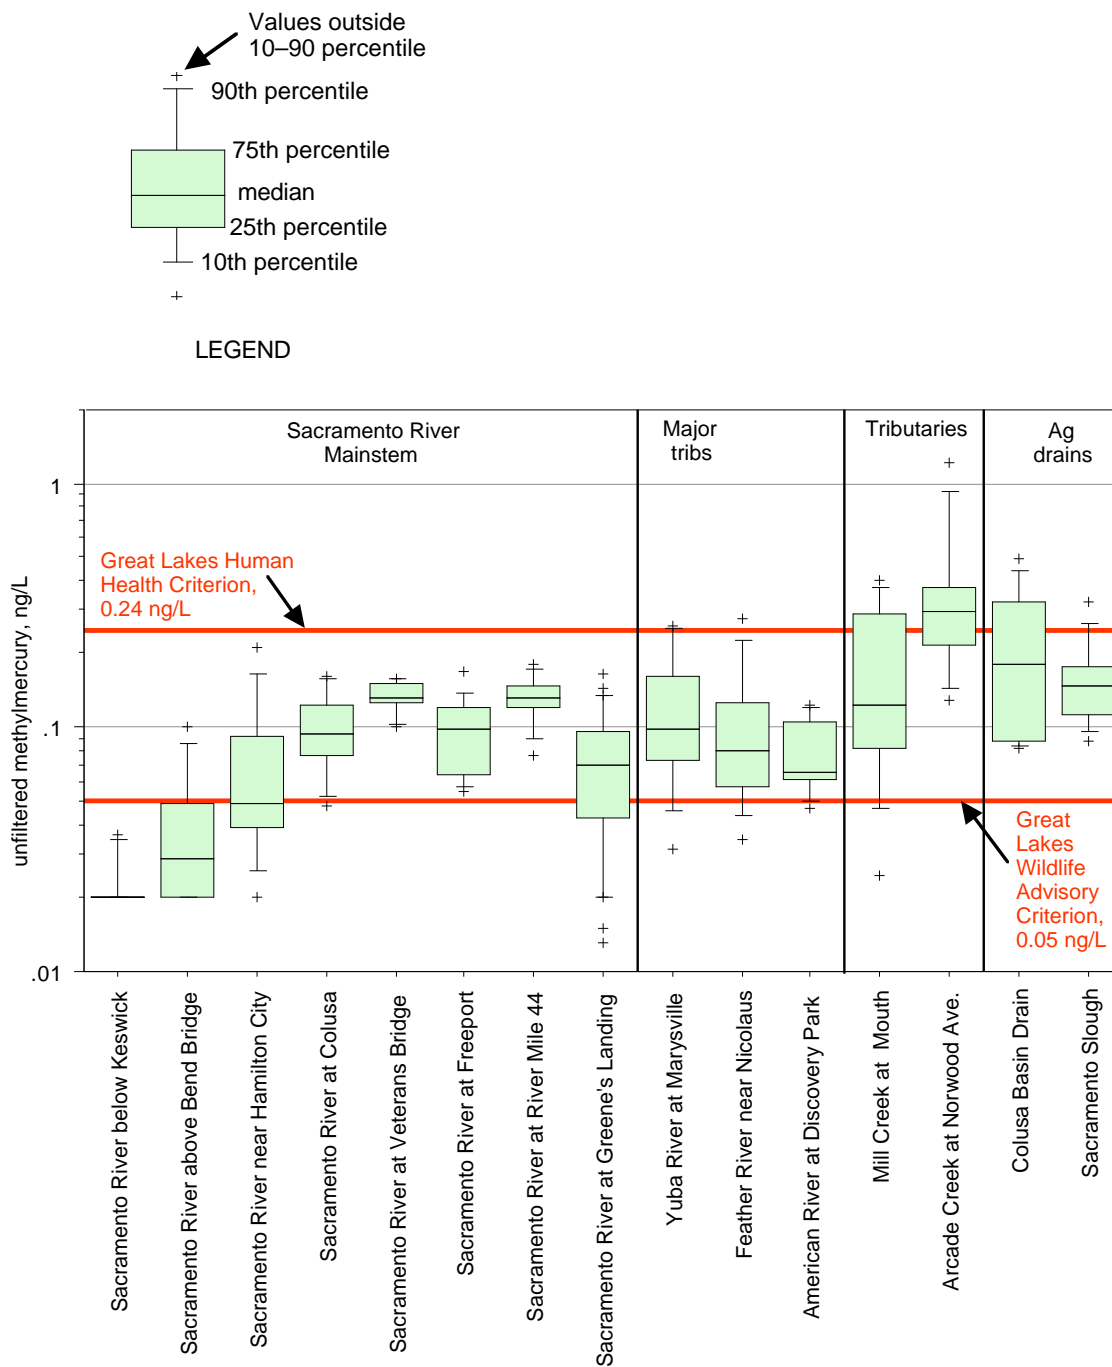 Values outside
10–90 percentile
90th percentile
75th percentile
median
25th percentile
10th percentile
LEGEND
Sacramento River
Mainstem
Major
tribs
Tributaries
Ag
drains
1
.1
.01
unfiltered methylmercury, ng/L
Great Lakes Human
Health Criterion,
0.24 ng/L
Great
Lakes
Wildlife
Advisory
Criterion,
0.05 ng/L
Sacramento River below Keswick
Sacramento River above Bend Bridge
Sacramento River near Hamilton City
Sacramento River at Colusa
Sacramento River at Veterans Bridge
Sacramento River at Freeport
Sacramento River at River Mile 44
Sacramento River at Greene's Landing
Yuba River at Marysville
Feather River near Nicolaus
American River at Discovery Park
Mill Creek at Mouth
Arcade Creek at Norwood Ave.
Colusa Basin Drain
Sacramento Slough